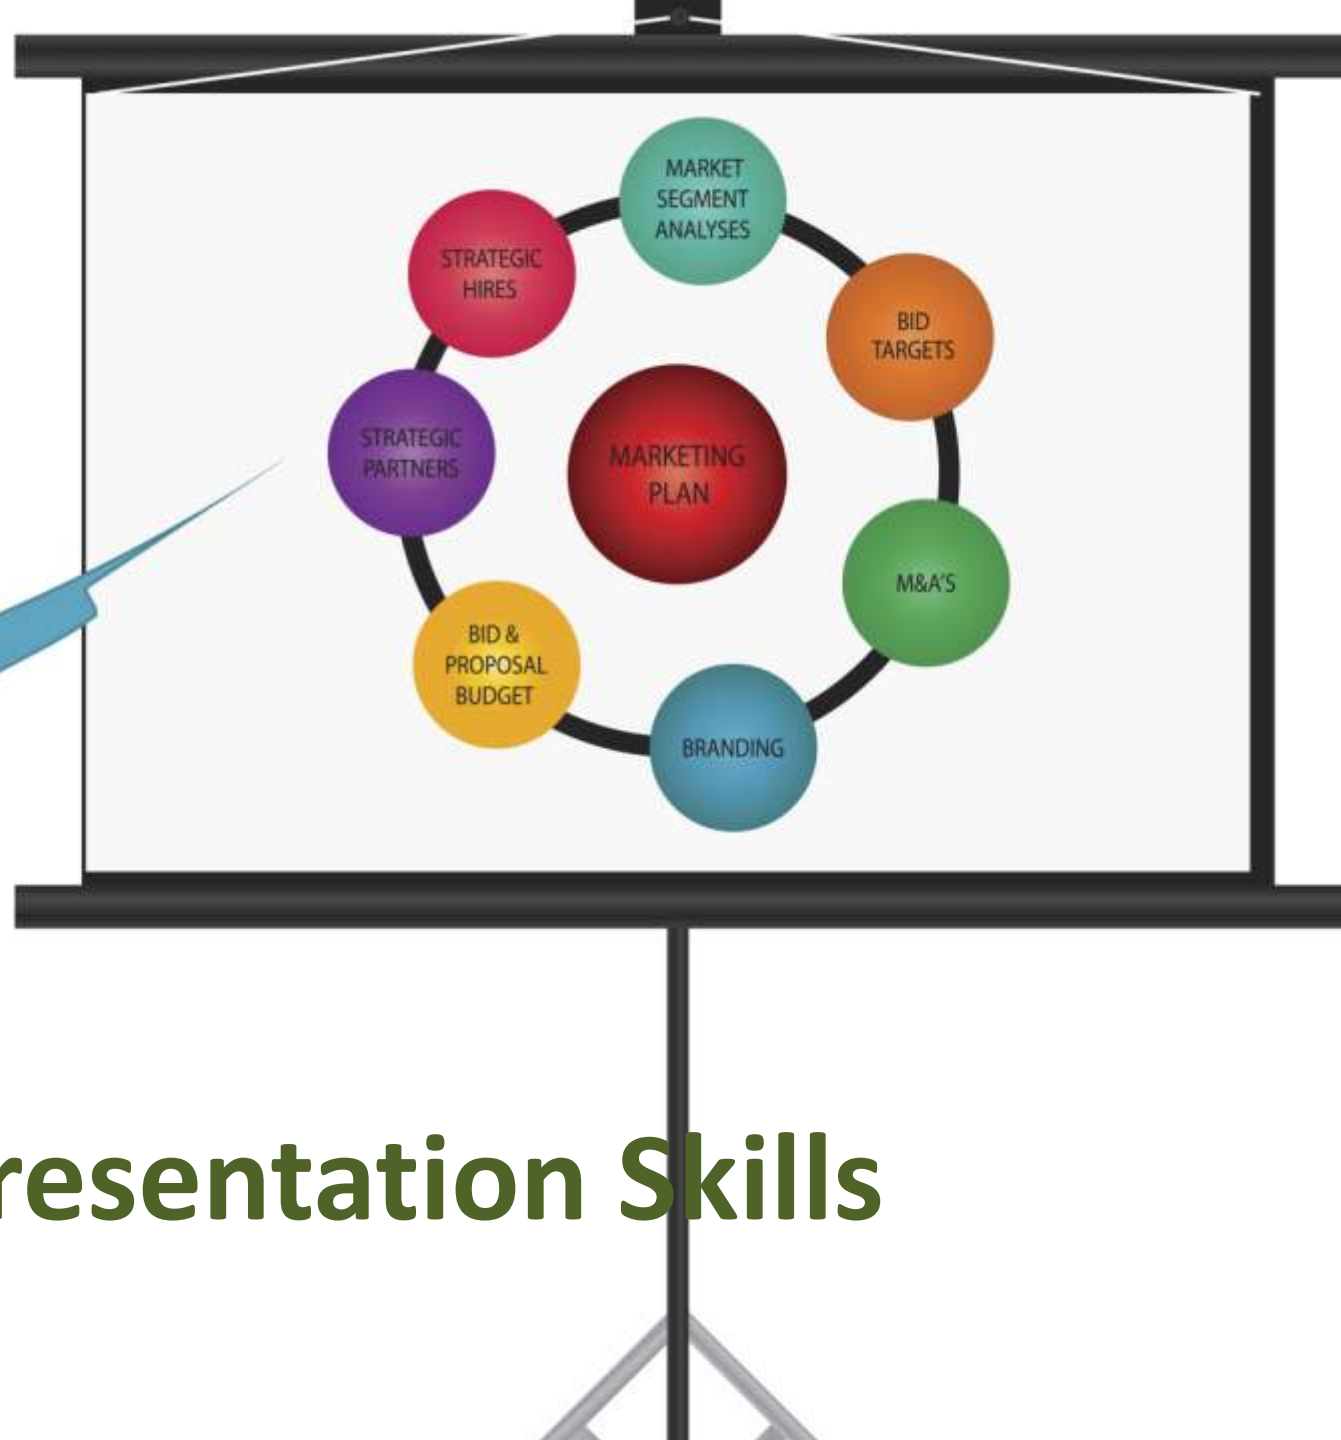 MARKET
SEGMENT
ANALYSES
STRATEGIC
HIRES
BID
TARGETS
STRATEGIC
PARTNERS
MARKETING
PLAN
M&A'S
BID &
PROPOSAL
BUDGET
BRANDING
resentation Skills